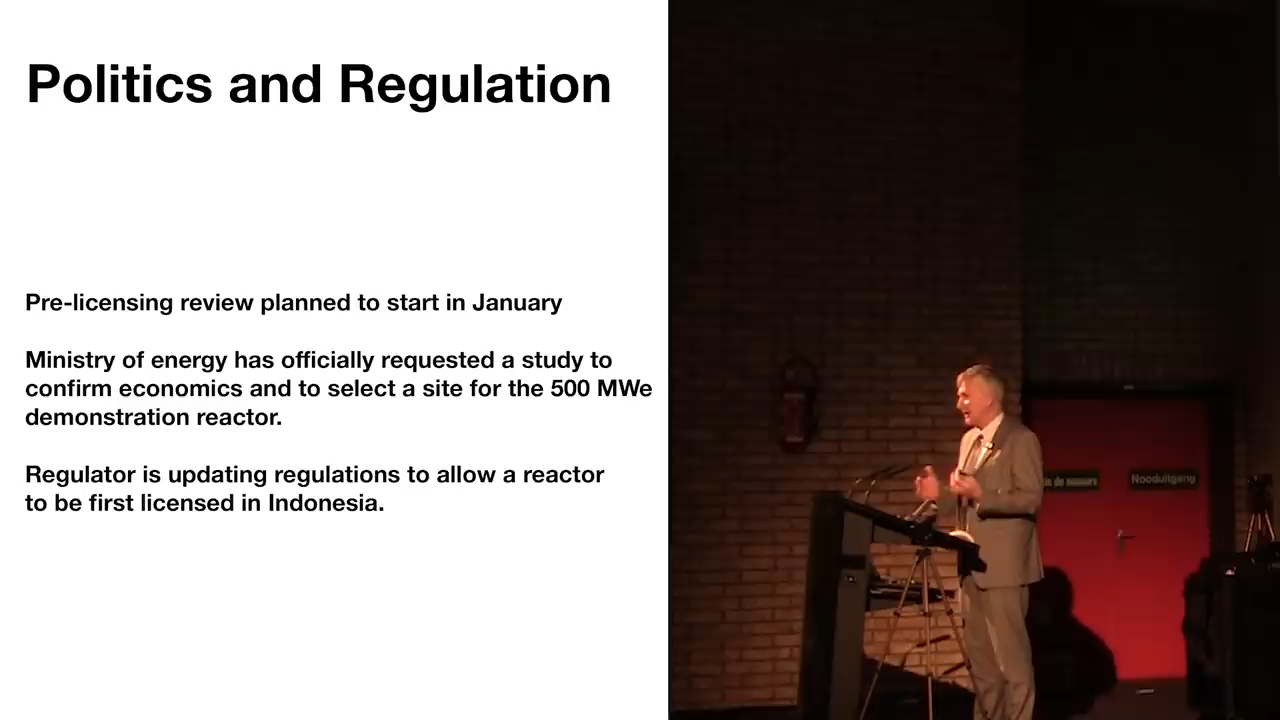 Politics and Regulation
Pre-licensing review planned to start in January
Ministry of energy has officially requested a study to
confirm economics and to select a site for the 500 MWe
demonstration reactor.
Regulator is updating regulations to allow a reactor
to be first licensed in Indonesia.
Nooduitgang